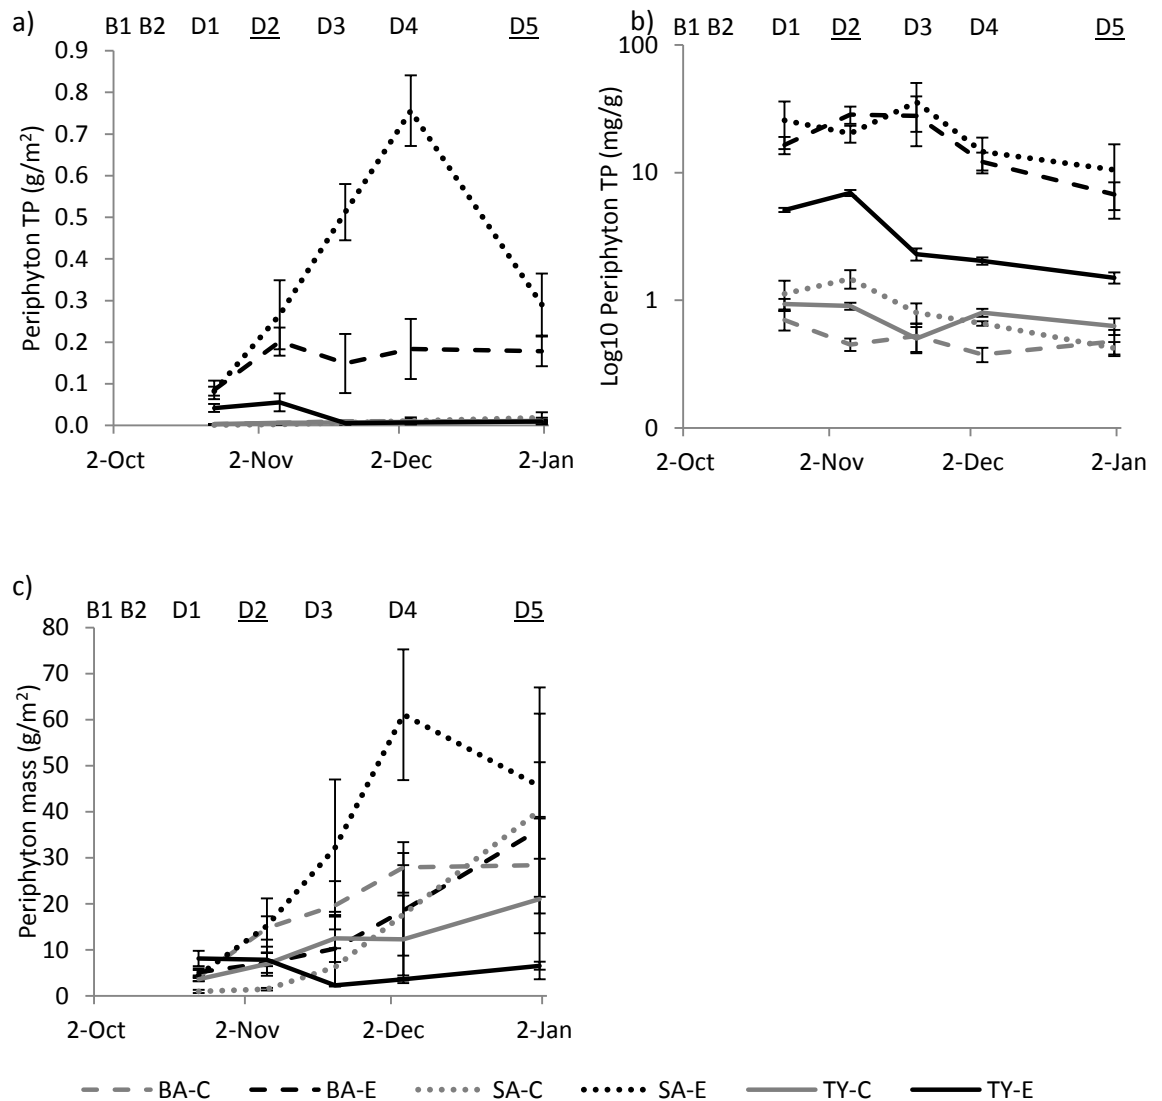 a)
B1 B2 D1 D2 D3 D4 D5
0.9
0.8
0.7
0.6
0.5
0.4
0.3
0.2
0.1
0.0
Periphyton TP (g/m²)
2-Oct 2-Nov 2-Dec 2-Jan
b)
B1 B2 D1 D2 D3 D4 D5
100
10
1
0
Log10 Periphyton TP (mg/g)
2-Oct 2-Nov 2-Dec 2-Jan
c)
B1 B2 D1 D2 D3 D4 D5
80
70
60
50
40
30
20
10
0
Periphyton mass (g/m²)
2-Oct 2-Nov 2-Dec 2-Jan
BA-C BA-E SA-C SA-E TY-C TY-E